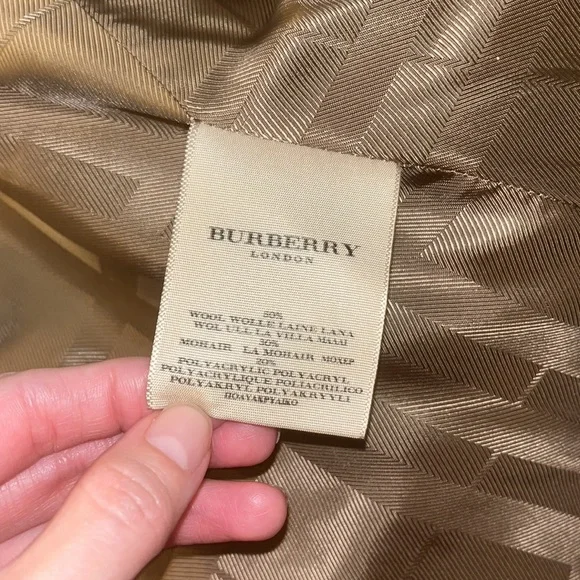 BURBERRY
LONDON
50%
WOOL WOLLE LAINE LANA
WOL ULL LA VILLA ΜΑΛΛΙ
30%
MOHAIR LA MOHAIR МОХЕР
20%
POLYACRYLIC POLYACRYL
POLYACRYLIQUE POLIACRILICO
POLYAKRYL POLYAKRYYLI
ΠΟΛΥΑΚΡΥΛΙΚΟ